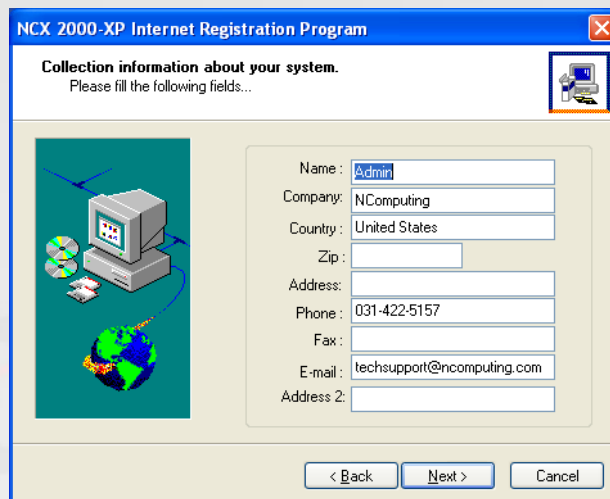 NCX 2000-XP Internet Registration Program
Collection information about your system.
Please fill the following fields...
Name : Admin
Company: NComputing
Country : United States
Zip :
Address:
Phone : 031-422-5157
Fax :
E-mail : techsupport@ncomputing.com
Address 2:
< Back Next > Cancel